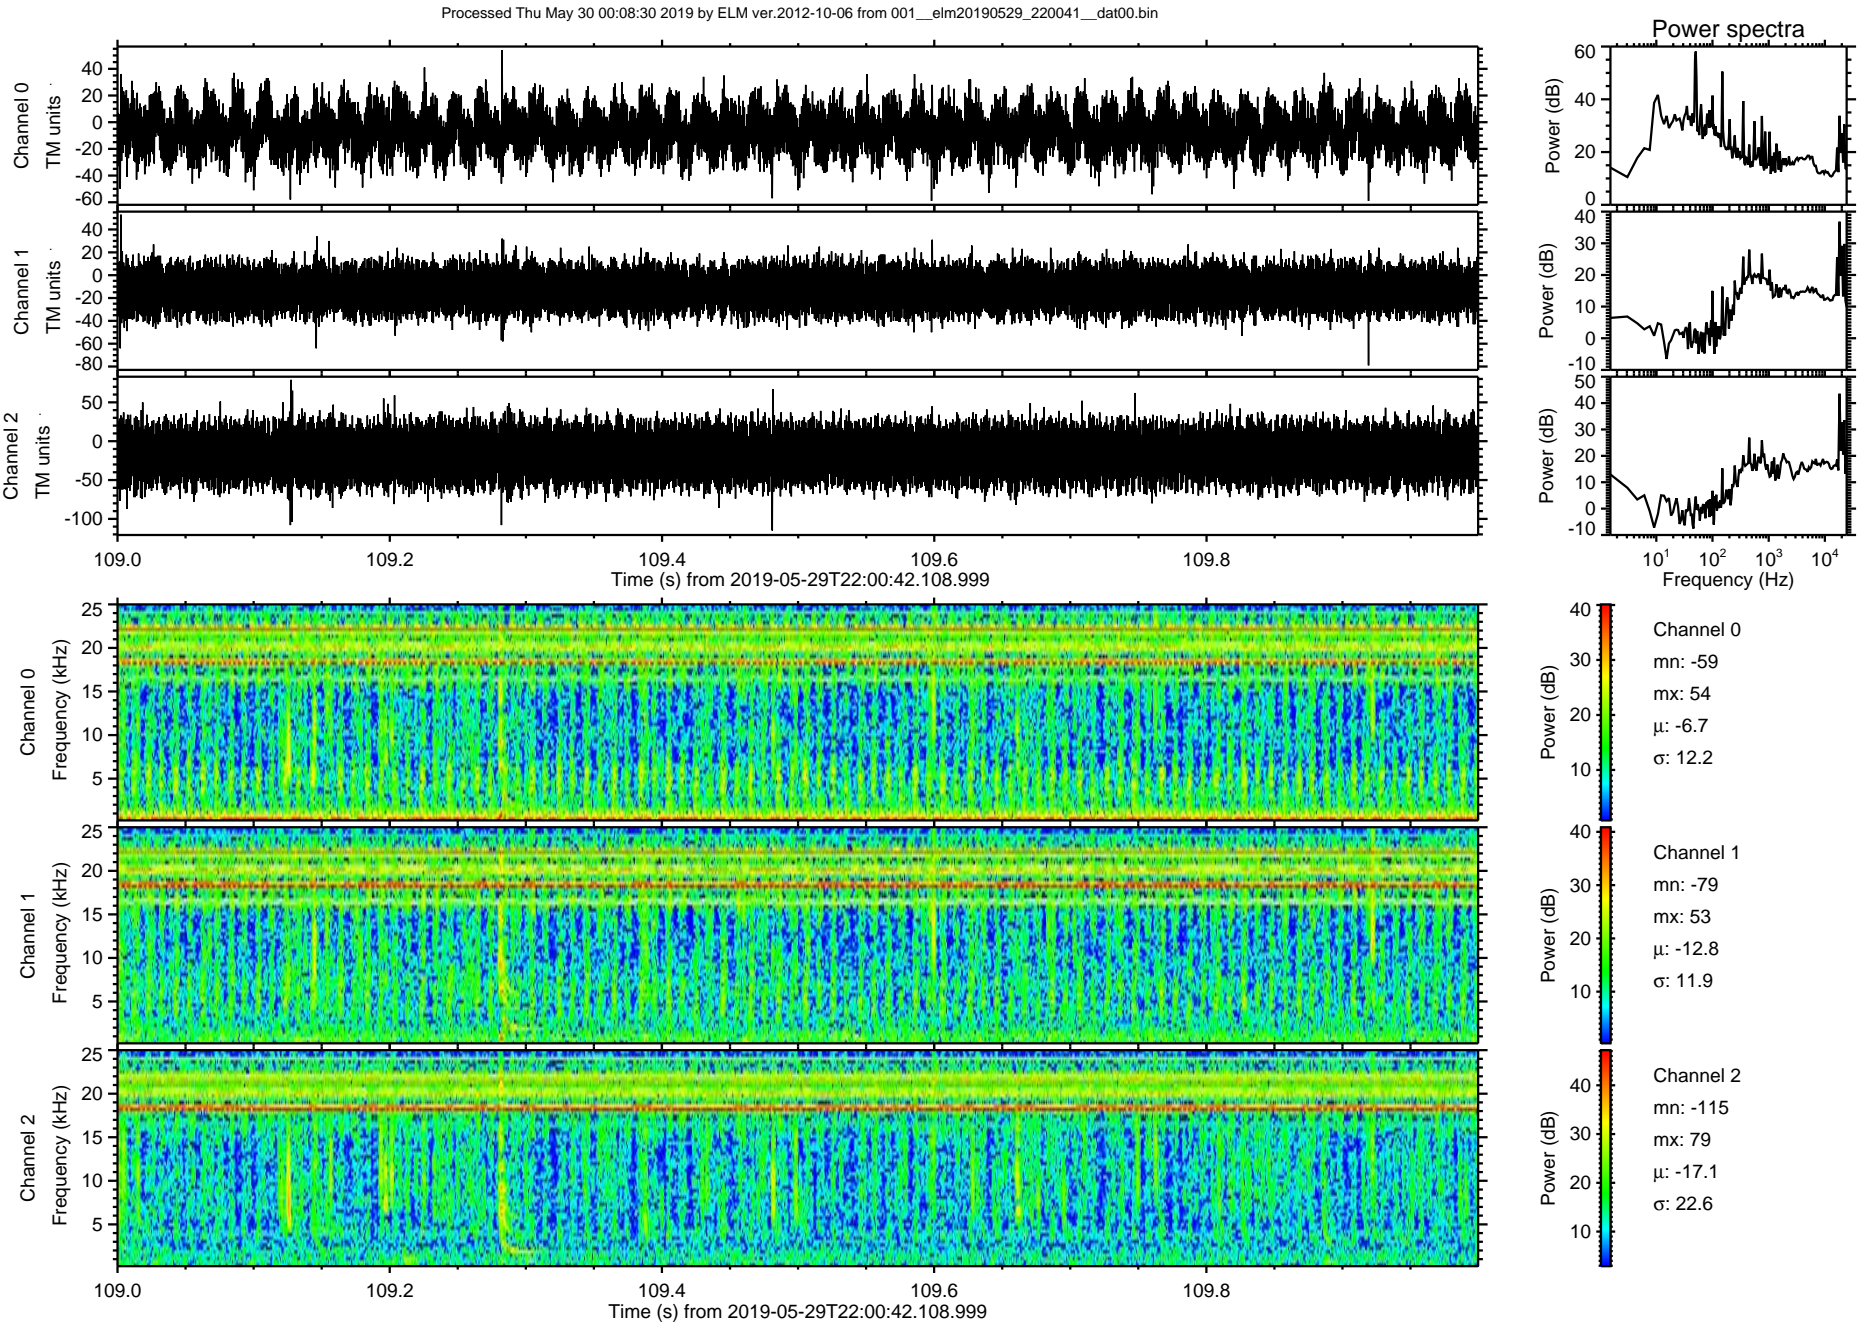 Processed Thu May 30 00:08:30 2019 by ELM ver.2012-10-06 from 001__elm20190529_220041__dat00.bin
Power spectra
Channel 0
TM units
40
20
0
-20
-40
-60
Power (dB)
60
40
20
0
Channel 1
TM units
40
20
0
-20
-40
-60
-80
Power (dB)
40
30
20
10
0
-10
Channel 2
TM units
50
0
-50
-100
Power (dB)
50
40
30
20
10
0
-10
109.0 109.2 109.4 109.6 109.8
Time (s) from 2019-05-29T22:00:42.108.999
10¹ 10² 10³ 10⁴
Frequency (Hz)
Channel 0
Frequency (kHz)
25
20
15
10
5
Power (dB)
40
30
20
10
Channel 0
mn: -59
mx: 54
μ: -6.7
σ: 12.2
Channel 1
Frequency (kHz)
25
20
15
10
5
Power (dB)
40
30
20
10
Channel 1
mn: -79
mx: 53
μ: -12.8
σ: 11.9
Channel 2
Frequency (kHz)
25
20
15
10
5
Power (dB)
40
30
20
10
Channel 2
mn: -115
mx: 79
μ: -17.1
σ: 22.6
109.0 109.2 109.4 109.6 109.8
Time (s) from 2019-05-29T22:00:42.108.999